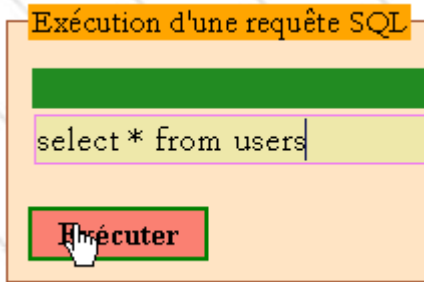 Exécution d'une requête SQL
select * from users
Exécuter